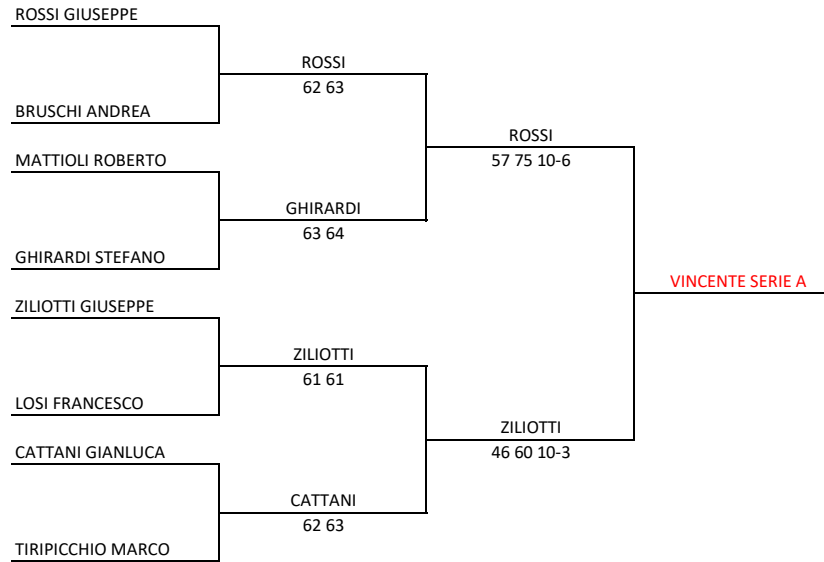 ROSSI GIUSEPPE
ROSSI
62 63
BRUSCHI ANDREA
ROSSI
57 75 10-6
MATTIOLI ROBERTO
GHIRARDI
63 64
GHIRARDI STEFANO
VINCENTE SERIE A
ZILIOTTI GIUSEPPE
ZILIOTTI
61 61
LOSI FRANCESCO
ZILIOTTI
46 60 10-3
CATTANI GIANLUCA
CATTANI
62 63
TIRIPICCHIO MARCO